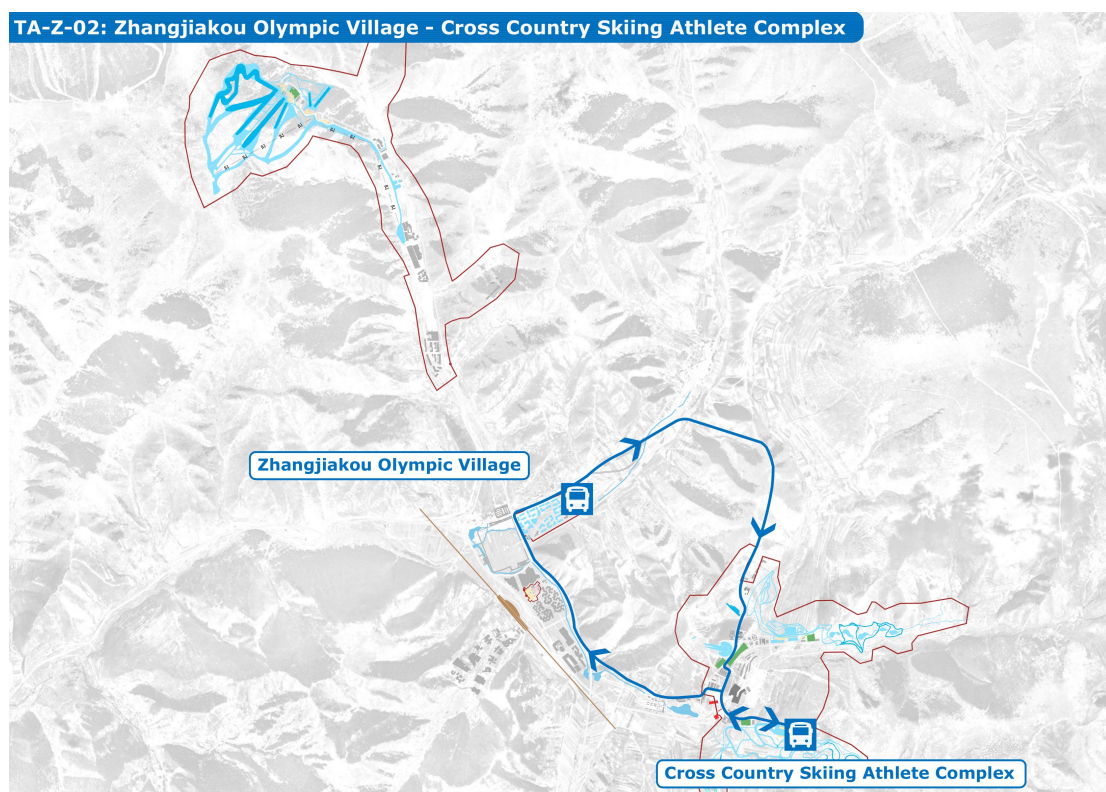 TA-Z-02: Zhangjiakou Olympic Village - Cross Country Skiing Athlete Complex
Zhangjiakou Olympic Village
Cross Country Skiing Athlete Complex